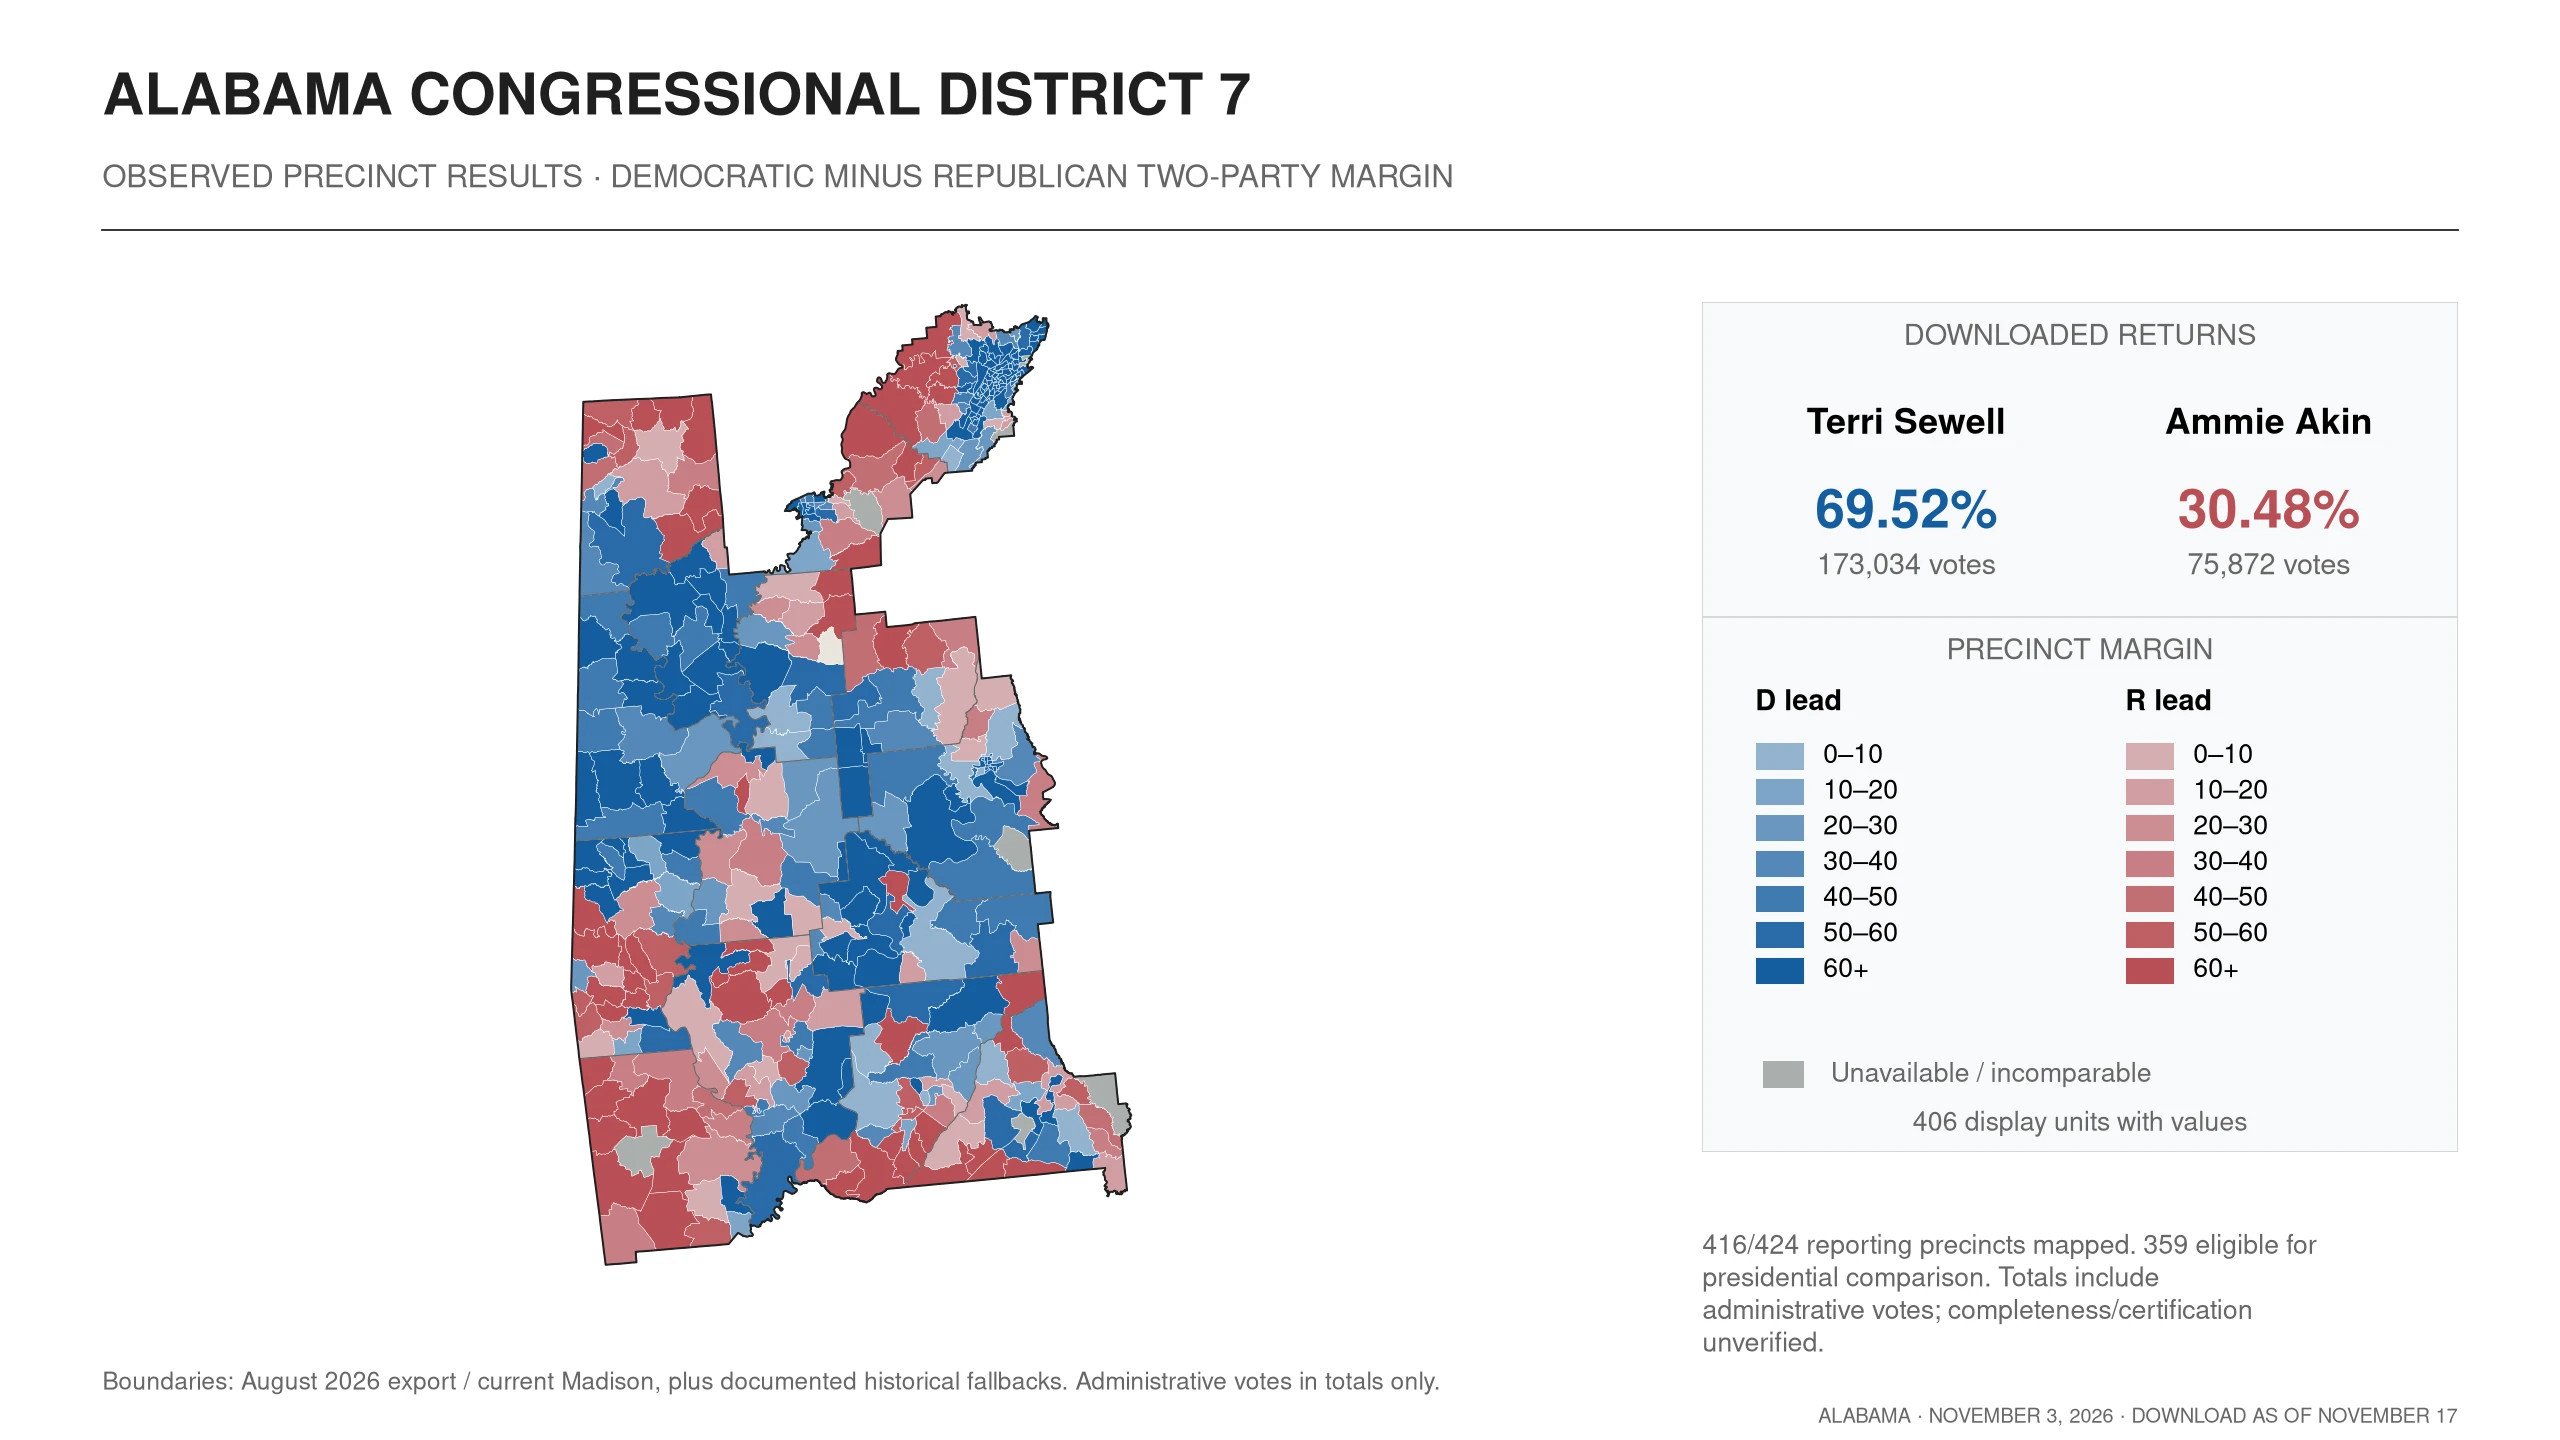 ALABAMA CONGRESSIONAL DISTRICT 7
OBSERVED PRECINCT RESULTS · DEMOCRATIC MINUS REPUBLICAN TWO-PARTY MARGIN
DOWNLOADED RETURNS
Terri Sewell
Ammie Akin
69.52%
30.48%
173,034 votes
75,872 votes
PRECINCT MARGIN
D lead
R lead
0–10
0–10
10–20
10–20
20–30
20–30
30–40
30–40
40–50
40–50
50–60
50–60
60+
60+
Unavailable / incomparable
406 display units with values
416/424 reporting precincts mapped. 359 eligible for
presidential comparison. Totals include
administrative votes; completeness/certification
unverified.
Boundaries: August 2026 export / current Madison, plus documented historical fallbacks. Administrative votes in totals only.
ALABAMA · NOVEMBER 3, 2026 · DOWNLOAD AS OF NOVEMBER 17